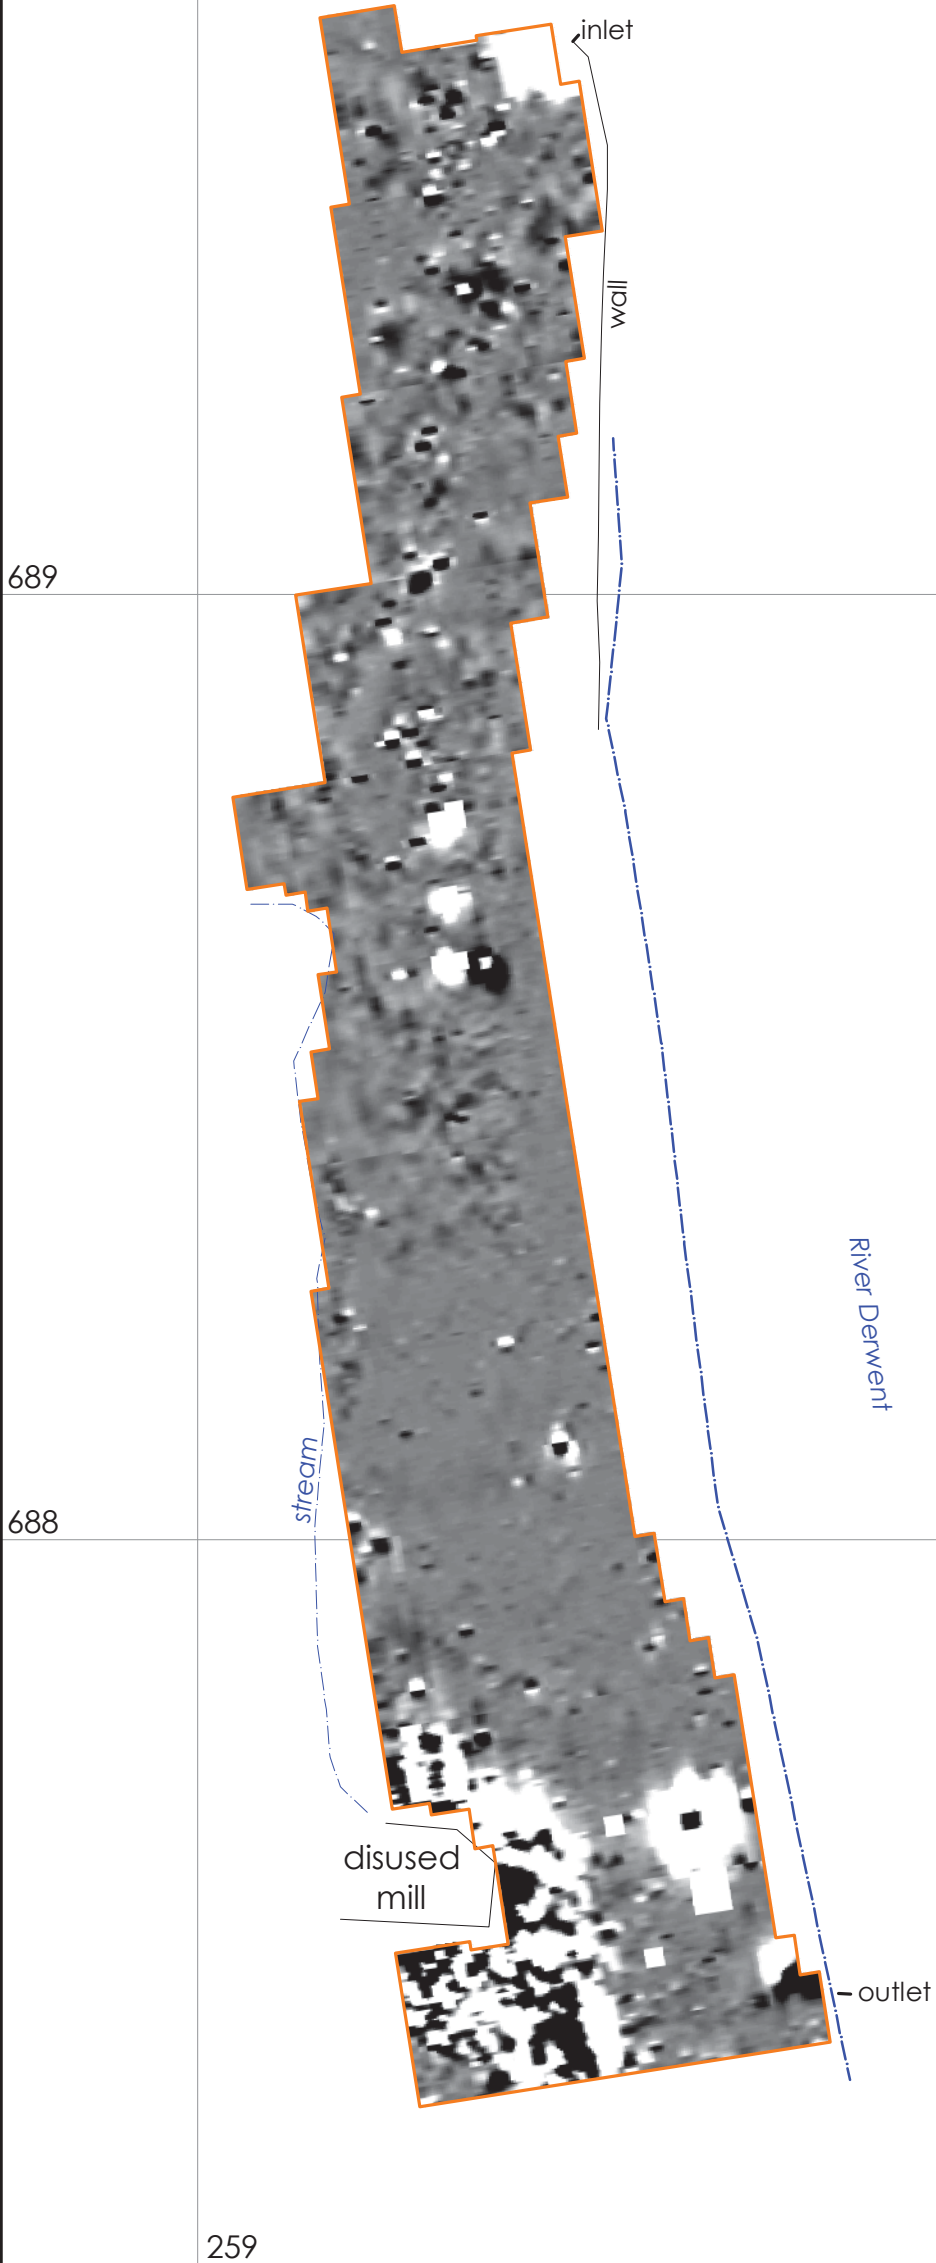 inlet
wall
689
River Derwent
stream
688
disused
mill
outlet
259